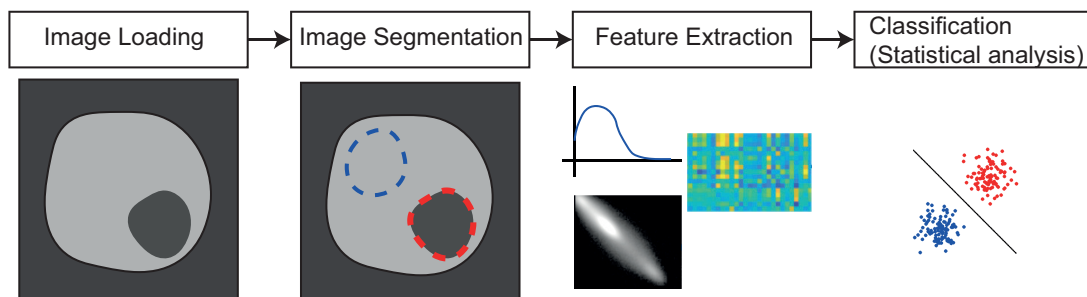 Image Loading
Image Segmentation
Feature Extraction
Classification
(Statistical analysis)